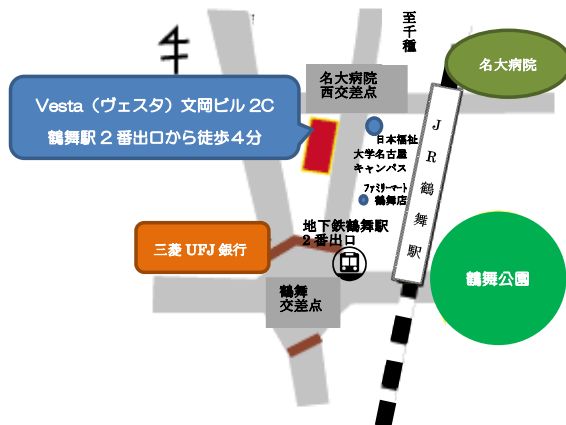 至千種
名大病院
名大病院
西交差点
Vesta（ヴェスタ）文岡ビル 2C
鶴舞駅 2 番出口から徒歩 4 分
日本福祉
大学名古屋
キャンパス
ファミリーマート
鶴舞店
JR鶴舞駅
地下鉄鶴舞駅
2 番出口
三菱 UFJ 銀行
鶴舞公園
鶴舞
交差点